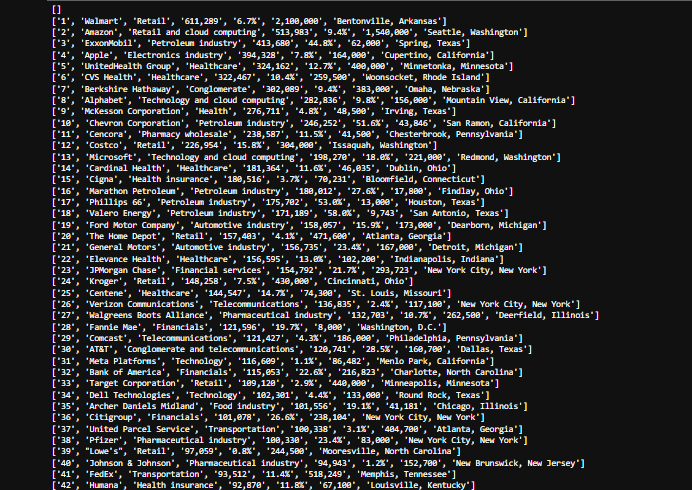 []
['1', 'Walmart', 'Retail', '611,289', '6.7%', '2,100,000', 'Bentonville, Arkansas']
['2', 'Amazon', 'Retail and cloud computing', '513,983', '9.4%', '1,540,000', 'Seattle, Washington']
['3', 'ExxonMobil', 'Petroleum industry', '413,680', '44.8%', '62,000', 'Spring, Texas']
['4', 'Apple', 'Electronics industry', '394,328', '7.8%', '164,000', 'Cupertino, California']
['5', 'UnitedHealth Group', 'Healthcare', '324,162', '12.7%', '400,000', 'Minnetonka, Minnesota']
['6', 'CVS Health', 'Healthcare', '322,467', '10.4%', '259,500', 'Woonsocket, Rhode Island']
['7', 'Berkshire Hathaway', 'Conglomerate', '302,089', '9.4%', '383,000', 'Omaha, Nebraska']
['8', 'Alphabet', 'Technology and cloud computing', '282,836', '9.8%', '156,000', 'Mountain View, California']
['9', 'McKesson Corporation', 'Health', '276,711', '4.8%', '48,500', 'Irving, Texas']
['10', 'Chevron Corporation', 'Petroleum industry', '246,252', '51.6%', '43,846', 'San Ramon, California']
['11', 'Cencora', 'Pharmacy wholesale', '238,587', '11.5%', '41,500', 'Chesterbrook, Pennsylvania']
['12', 'Costco', 'Retail', '226,954', '15.8%', '304,000', 'Issaquah, Washington']
['13', 'Microsoft', 'Technology and cloud computing', '198,270', '18.0%', '221,000', 'Redmond, Washington']
['14', 'Cardinal Health', 'Healthcare', '181,364', '11.6%', '46,035', 'Dublin, Ohio']
['15', 'Cigna', 'Health insurance', '180,516', '3.7%', '70,231', 'Bloomfield, Connecticut']
['16', 'Marathon Petroleum', 'Petroleum industry', '180,012', '27.6%', '17,800', 'Findlay, Ohio']
['17', 'Phillips 66', 'Petroleum industry', '175,702', '53.0%', '13,000', 'Houston, Texas']
['18', 'Valero Energy', 'Petroleum industry', '171,189', '58.0%', '9,743', 'San Antonio, Texas']
['19', 'Ford Motor Company', 'Automotive industry', '158,057', '15.9%', '173,000', 'Dearborn, Michigan']
['20', 'The Home Depot', 'Retail', '157,403', '4.1%', '471,600', 'Atlanta, Georgia']
['21', 'General Motors', 'Automotive industry', '156,735', '23.4%', '167,000', 'Detroit, Michigan']
['22', 'Elevance Health', 'Healthcare', '156,595', '13.0%', '102,200', 'Indianapolis, Indiana']
['23', 'JPMorgan Chase', 'Financial services', '154,792', '21.7%', '293,723', 'New York City, New York']
['24', 'Kroger', 'Retail', '148,258', '7.5%', '430,000', 'Cincinnati, Ohio']
['25', 'Centene', 'Healthcare', '144,547', '14.7%', '74,300', 'St. Louis, Missouri']
['26', 'Verizon Communications', 'Telecommunications', '136,835', '2.4%', '117,100', 'New York City, New York']
['27', 'Walgreens Boots Alliance', 'Pharmaceutical industry', '132,703', '10.7%', '262,500', 'Deerfield, Illinois']
['28', 'Fannie Mae', 'Financials', '121,596', '19.7%', '8,000', 'Washington, D.C.']
['29', 'Comcast', 'Telecommunications', '121,427', '4.3%', '186,000', 'Philadelphia, Pennsylvania']
['30', 'AT&T', 'Conglomerate and telecommunications', '120,741', '28.5%', '160,700', 'Dallas, Texas']
['31', 'Meta Platforms', 'Technology', '116,609', '1.1%', '86,482', 'Menlo Park, California']
['32', 'Bank of America', 'Financials', '115,053', '22.6%', '216,823', 'Charlotte, North Carolina']
['33', 'Target Corporation', 'Retail', '109,120', '2.9%', '440,000', 'Minneapolis, Minnesota']
['34', 'Dell Technologies', 'Technology', '102,301', '4.4%', '133,000', 'Round Rock, Texas']
['35', 'Archer Daniels Midland', 'Food industry', '101,556', '19.1%', '41,181', 'Chicago, Illinois']
['36', 'Citigroup', 'Financials', '101,078', '26.6%', '238,104', 'New York City, New York']
['37', 'United Parcel Service', 'Transportation', '100,338', '3.1%', '404,700', 'Atlanta, Georgia']
['38', 'Pfizer', 'Pharmaceutical industry', '100,330', '23.4%', '83,000', 'New York City, New York']
['39', "Lowe's", 'Retail', '97,059', '0.8%', '244,500', 'Mooresville, North Carolina']
['40', 'Johnson & Johnson', 'Pharmaceutical industry', '94,943', '1.2%', '152,700', 'New Brunswick, New Jersey']
['41', 'FedEx', 'Transportation', '93,512', '11.4%', '518,249', 'Memphis, Tennessee']
['42', 'Humana', 'Health insurance', '92,870', '11.8%', '67,100', 'Louisville, Kentucky']